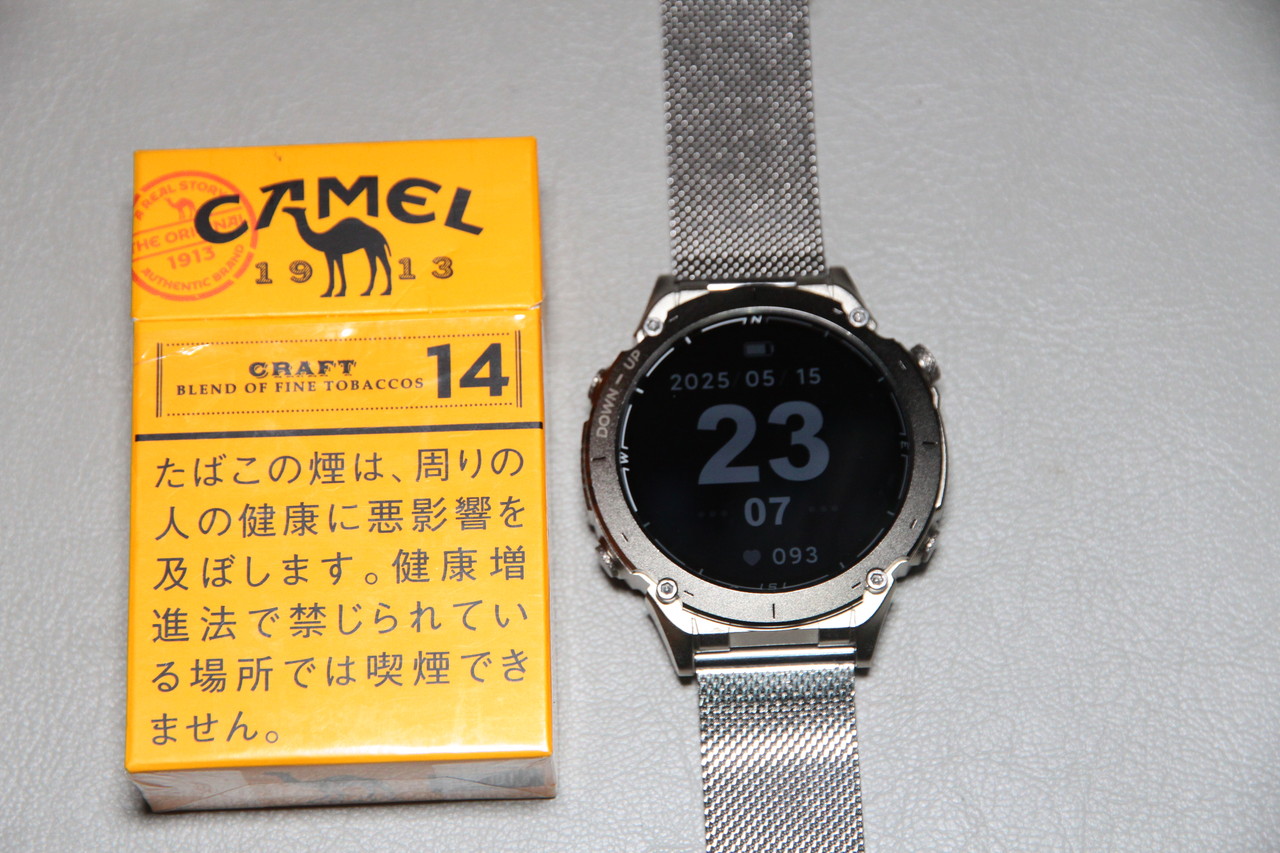 A REAL STORY
THE ORIGINAL
1913
AUTHENTIC BRAND
CAMEL
1913
CRAFT
BLEND OF FINE TOBACCOS
14
たばこの煙は、周りの
人の健康に悪影響を
及ぼします。健康増
進法で禁じられてい
る場所では喫煙でき
ません。
DOWN — UP
N
W
E
S
2025/05/15
23
07
093